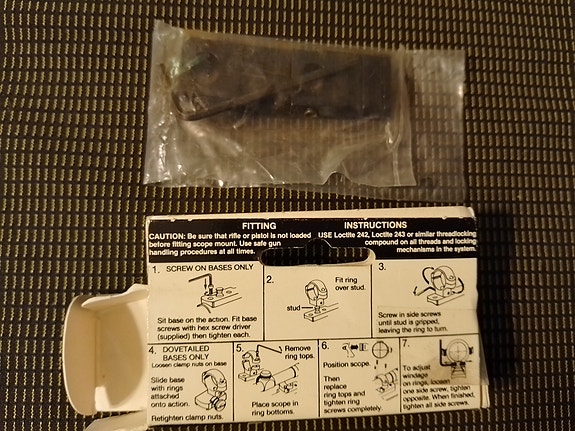 FITTING INSTRUCTIONS
CAUTION: Be sure that rifle or pistol is not loaded
before fitting scope mount. Use safe gun
handling procedures at all times.
USE Loctite 242, Loctite 243 or similar threadlocking
compound on all threads and locking
mechanisms in the system.
1. SCREW ON BASES ONLY
Sit base on the action. Fit base
screws with hex screw driver
(supplied) then tighten each.
2.
Fit ring
over stud.
stud
3.
Screw in side screws
until stud is gripped,
leaving the ring to turn.
4. DOVETAILED
BASES ONLY
Loosen clamp nuts on base
Slide base
with rings
attached
onto action.
Retighten clamp nuts.
5.
Remove
ring tops.
Place scope in
ring bottoms.
6.
Position scope.
Then
replace
ring tops and
tighten ring
screws completely.
7.
To adjust
windage
on rings, loosen
one side screw, tighten
opposite. When finished,
tighten all side screws.